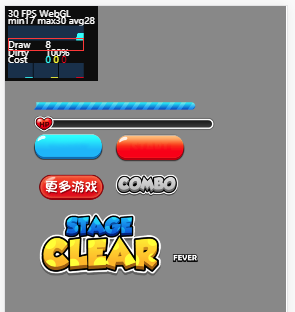 30 FPS WebGL
min17 max30 avg28
Draw 8
Dirty 100%
Cost 0 0 0
更多游戏 COMBO
STAGE
CLEAR
FEVER